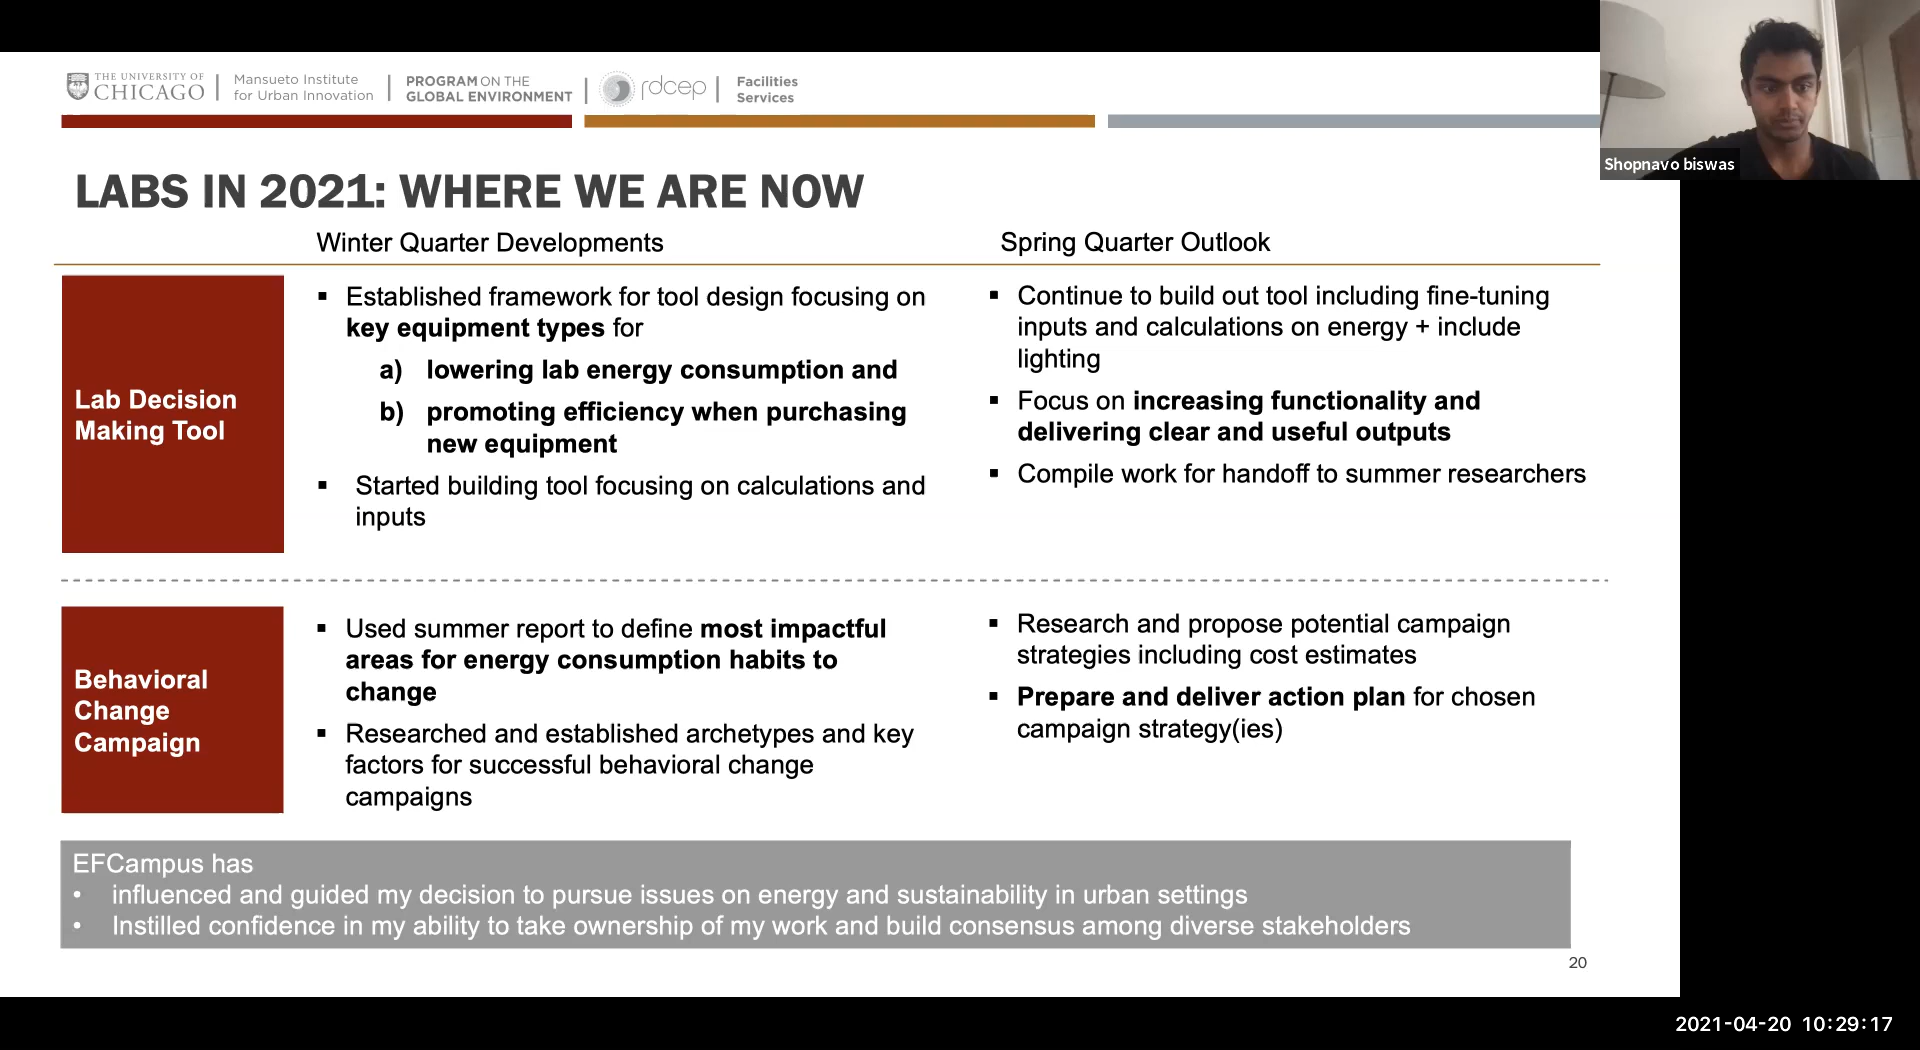 THE UNIVERSITY OF
CHICAGO
Mansueto Institute
for Urban Innovation
PROGRAM ON THE
GLOBAL ENVIRONMENT
rdcep
Facilities
Services
Shopnavo biswas
LABS IN 2021: WHERE WE ARE NOW
Winter Quarter Developments
Spring Quarter Outlook
Lab Decision
Making Tool
▪ Established framework for tool design focusing on
key equipment types for
a) lowering lab energy consumption and
b) promoting efficiency when purchasing
new equipment
▪ Started building tool focusing on calculations and
inputs
▪ Continue to build out tool including fine-tuning
inputs and calculations on energy + include
lighting
▪ Focus on increasing functionality and
delivering clear and useful outputs
▪ Compile work for handoff to summer researchers
Behavioral
Change
Campaign
▪ Used summer report to define most impactful
areas for energy consumption habits to
change
▪ Researched and established archetypes and key
factors for successful behavioral change
campaigns
▪ Research and propose potential campaign
strategies including cost estimates
▪ Prepare and deliver action plan for chosen
campaign strategy(ies)
EFCampus has
• influenced and guided my decision to pursue issues on energy and sustainability in urban settings
• Instilled confidence in my ability to take ownership of my work and build consensus among diverse stakeholders
20
2021-04-20 10:29:17